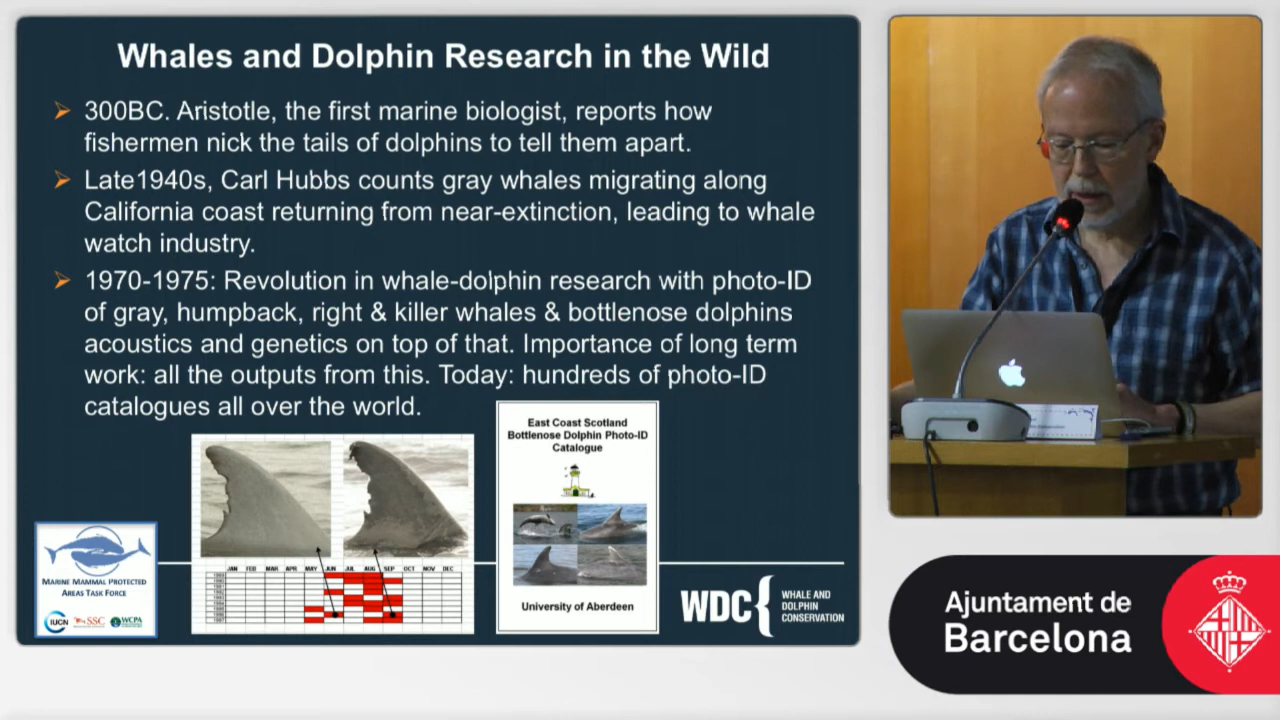 Whales and Dolphin Research in the Wild
300BC. Aristotle, the first marine biologist, reports how
fishermen nick the tails of dolphins to tell them apart.
Late1940s, Carl Hubbs counts gray whales migrating along
California coast returning from near-extinction, leading to whale
watch industry.
1970-1975: Revolution in whale-dolphin research with photo-ID
of gray, humpback, right & killer whales & bottlenose dolphins
acoustics and genetics on top of that. Importance of long term
work: all the outputs from this. Today: hundreds of photo-ID
catalogues all over the world.
East Coast Scotland
Bottlenose Dolphin Photo-ID
Catalogue
University of Aberdeen
JAN FEB MAR APR MAY JUN JUL AUG SEP OCT NOV DEC
MARINE MAMMAL PROTECTED
AREAS TASK FORCE
IUCN SSC WCPA
WDC
WHALE AND
DOLPHIN
CONSERVATION
Ajuntament de
Barcelona